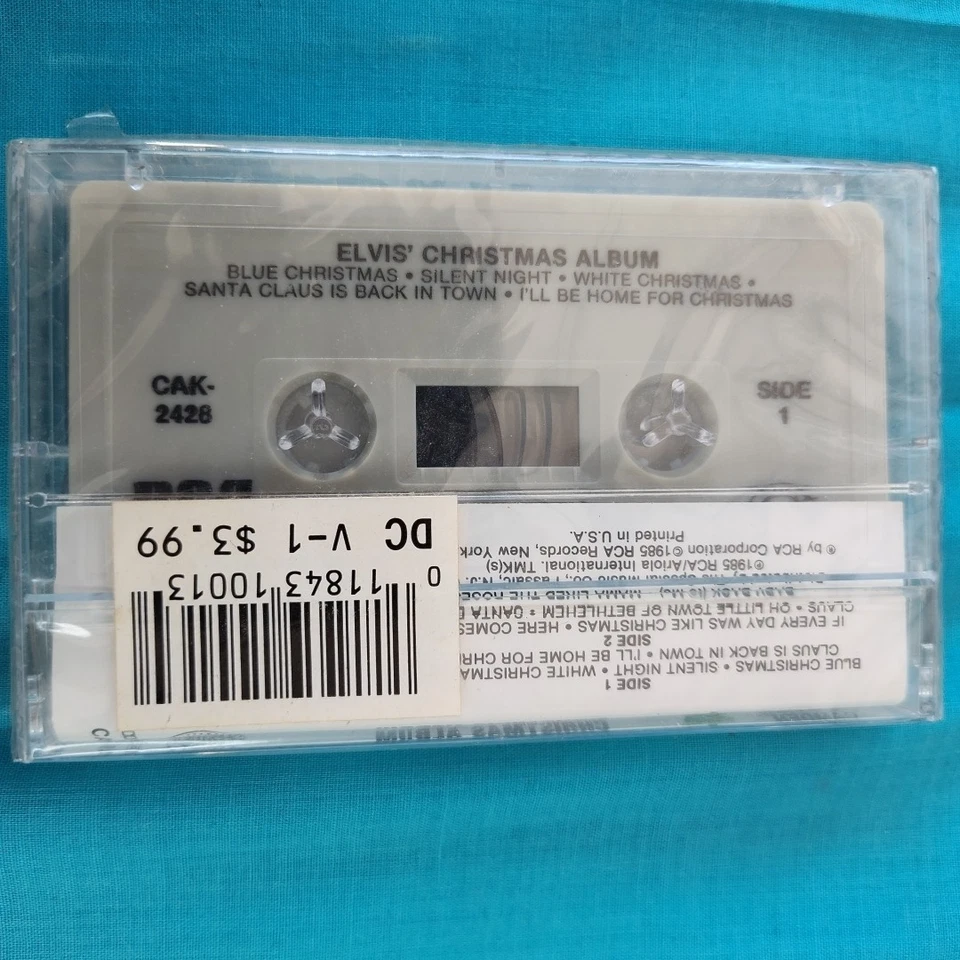 ELVIS' CHRISTMAS ALBUM
BLUE CHRISTMAS • SILENT NIGHT • WHITE CHRISTMAS •
SANTA CLAUS IS BACK IN TOWN • I'LL BE HOME FOR CHRISTMAS
CAK-
2428
SIDE
1
DC V-1 $3.99
0 11843 10013
SIDE 1
BLUE CHRISTMAS • SILENT NIGHT • WHITE
CLAUS IS BACK IN TOWN • I'LL BE HOME FOR
SIDE 2
IF EVERY DAY WAS LIKE CHRISTMAS • HERE COMES
CLAUS • OH LITTLE TOWN OF BETHLEHEM • SANTA
MAMA LIKED THE
℗1985 RCA/Ariola International. TMK(s)
® by RCA Corporation ©1985 RCA Records, New York
Printed in U.S.A.
CHRISTMAS ALBUM